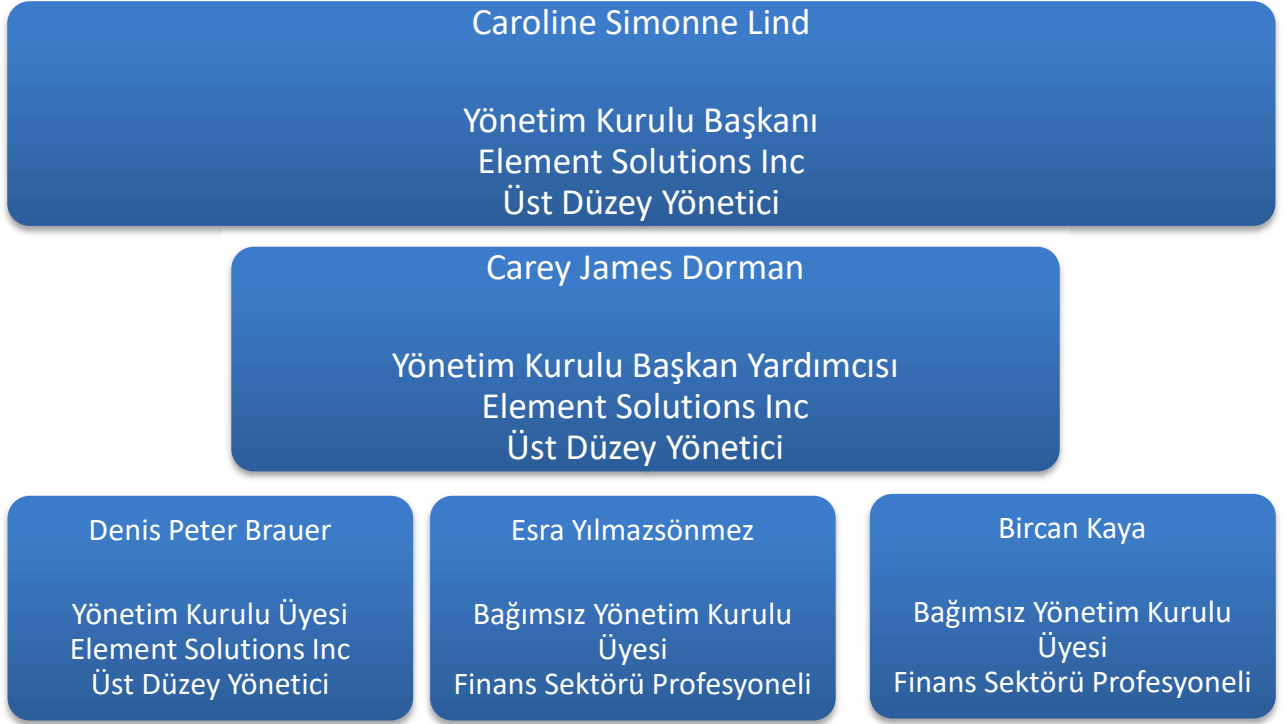 Caroline Simonne Lind
Yönetim Kurulu Başkanı
Element Solutions Inc
Üst Düzey Yönetici
Carey James Dorman
Yönetim Kurulu Başkan Yardımcısı
Element Solutions Inc
Üst Düzey Yönetici
Denis Peter Brauer
Yönetim Kurulu Üyesi
Element Solutions Inc
Üst Düzey Yönetici
Esra Yılmazsönmez
Bağımsız Yönetim Kurulu
Üyesi
Finans Sektörü Profesyoneli
Bircan Kaya
Bağımsız Yönetim Kurulu
Üyesi
Finans Sektörü Profesyoneli